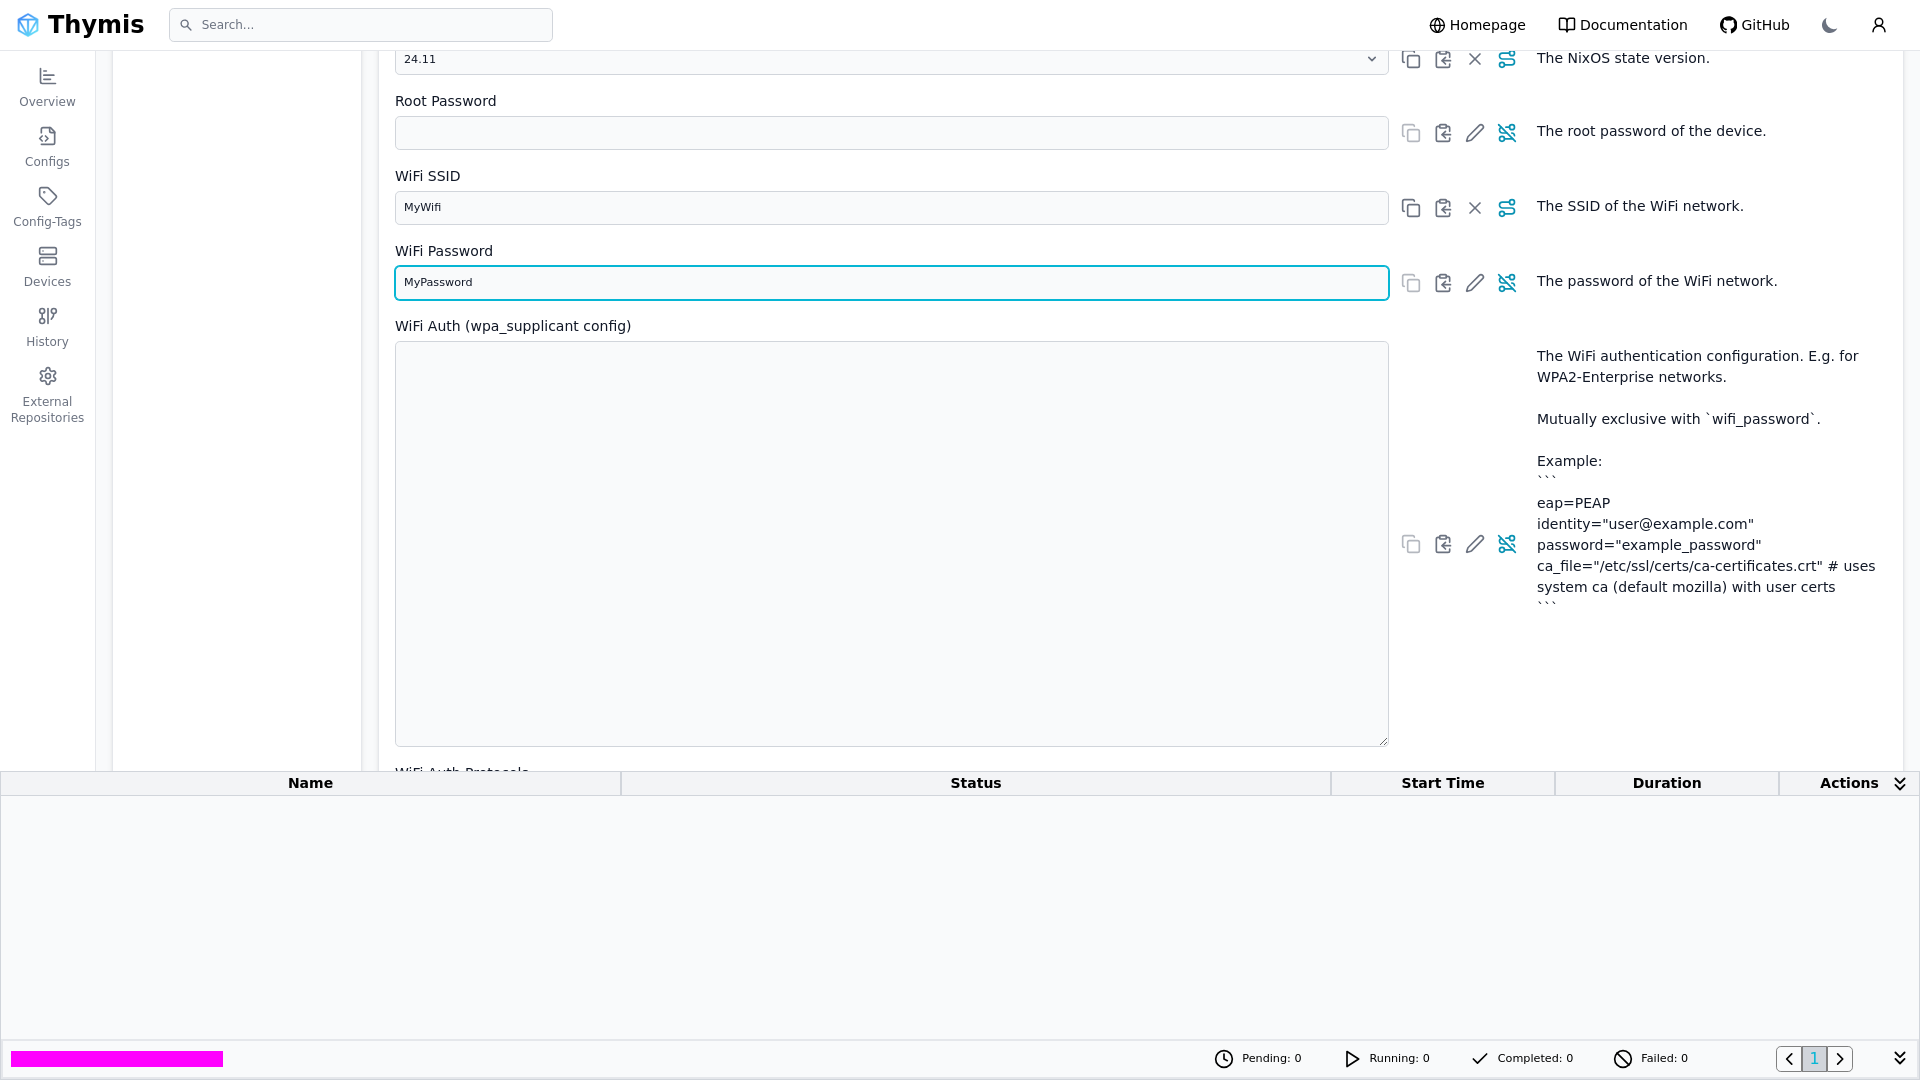 Thymis
Search...
Homepage
Documentation
GitHub
Overview
Configs
Config-Tags
Devices
History
External
Repositories
24.11
The NixOS state version.
Root Password
The root password of the device.
WiFi SSID
MyWifi
The SSID of the WiFi network.
WiFi Password
MyPassword
The password of the WiFi network.
WiFi Auth (wpa_supplicant config)
The WiFi authentication configuration. E.g. for
WPA2-Enterprise networks.
Mutually exclusive with `wifi_password`.
Example:
```
eap=PEAP
identity="user@example.com"
password="example_password"
ca_file="/etc/ssl/certs/ca-certificates.crt" # uses
system ca (default mozilla) with user certs
```
WiFi Auth Protocols
Name
Status
Start Time
Duration
Actions
Pending: 0
Running: 0
Completed: 0
Failed: 0
1